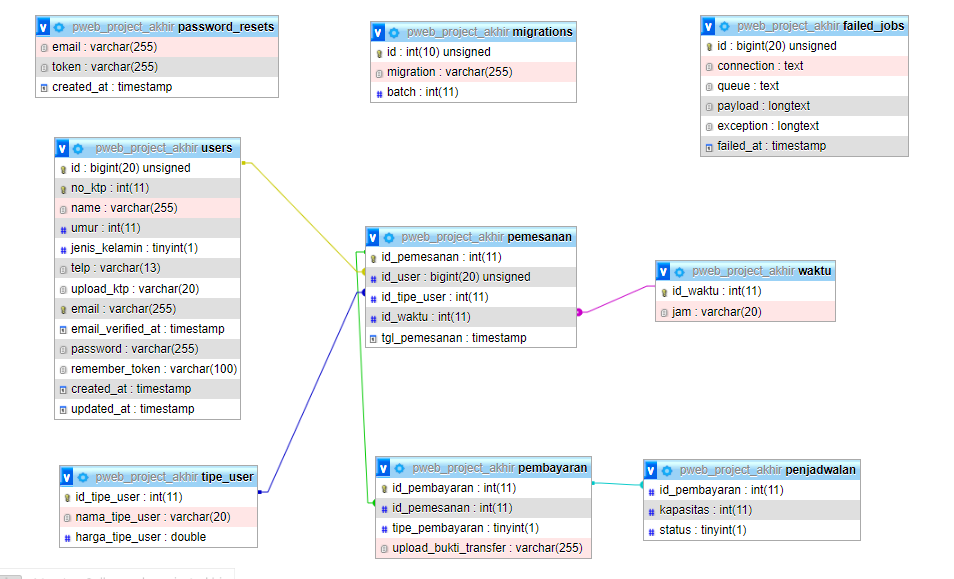 pweb_project_akhir password_resets
email : varchar(255)
token : varchar(255)
created_at : timestamp
pweb_project_akhir migrations
id : int(10) unsigned
migration : varchar(255)
batch : int(11)
pweb_project_akhir failed_jobs
id : bigint(20) unsigned
connection : text
queue : text
payload : longtext
exception : longtext
failed_at : timestamp
pweb_project_akhir users
id : bigint(20) unsigned
no_ktp : int(11)
name : varchar(255)
umur : int(11)
jenis_kelamin : tinyint(1)
telp : varchar(13)
upload_ktp : varchar(20)
email : varchar(255)
email_verified_at : timestamp
password : varchar(255)
remember_token : varchar(100)
created_at : timestamp
updated_at : timestamp
pweb_project_akhir pemesanan
id_pemesanan : int(11)
id_user : bigint(20) unsigned
id_tipe_user : int(11)
id_waktu : int(11)
tgl_pemesanan : timestamp
pweb_project_akhir waktu
id_waktu : int(11)
jam : varchar(20)
pweb_project_akhir tipe_user
id_tipe_user : int(11)
nama_tipe_user : varchar(20)
harga_tipe_user : double
pweb_project_akhir pembayaran
id_pembayaran : int(11)
id_pemesanan : int(11)
tipe_pembayaran : tinyint(1)
upload_bukti_transfer : varchar(255)
pweb_project_akhir penjadwalan
id_pembayaran : int(11)
kapasitas : int(11)
status : tinyint(1)